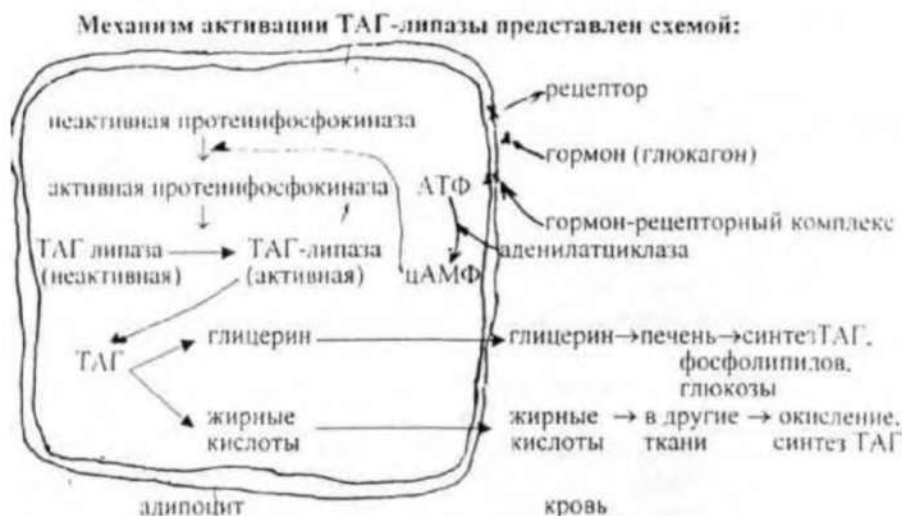 Механизм активации ТАГ-липазы представлен схемой:
рецептор
неактивная протеинфосфокиназа
гормон (глюкагон)
активная протеинфосфокиназа
АТФ
гормон-рецепторный комплекс
аденилатциклаза
ТАГ липаза
(неактивная)
ТАГ-липаза
(активная)
цАМФ
ТАГ
глицерин
глицерин → печень → синтез ТАГ,
фосфолипилов,
глюкозы
жирные
кислоты
жирные → в другие → окисление,
кислоты ткани синтез ТАГ
адипоцит
кровь